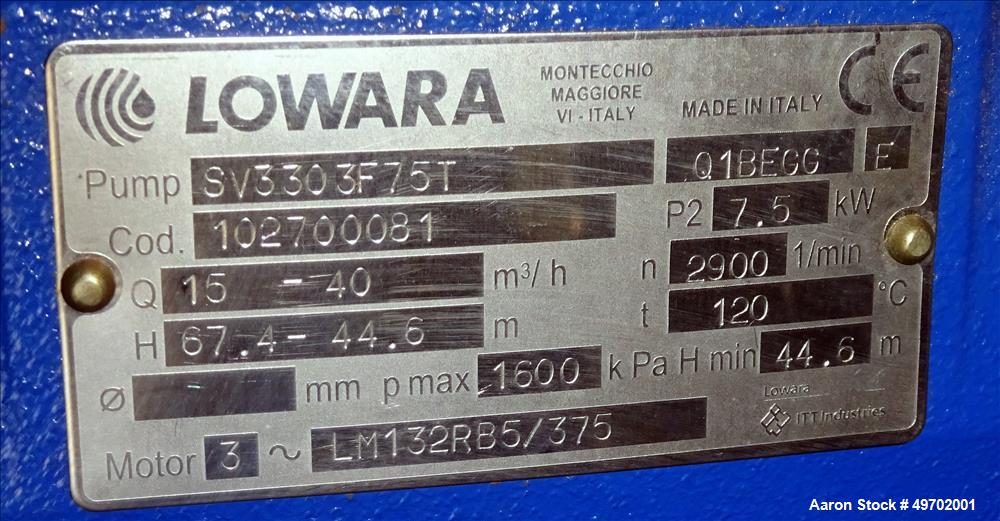 LOWARA
MONTECCHIO
MAGGIORE
VI - ITALY
MADE IN ITALY
CE
Pump SV3303F75T Q1BEGG E
Cod. 102700081 P2 7.5 kW
Q 15 - 40 m³/h n 2900 1/min
H 67.4 - 44.6 m t 120 °C
Ø mm p max 1600 kPa H min 44.6 m
Lowara
ITT Industries
Motor 3 ~ LM132RB5/375
Aaron Stock # 49702001